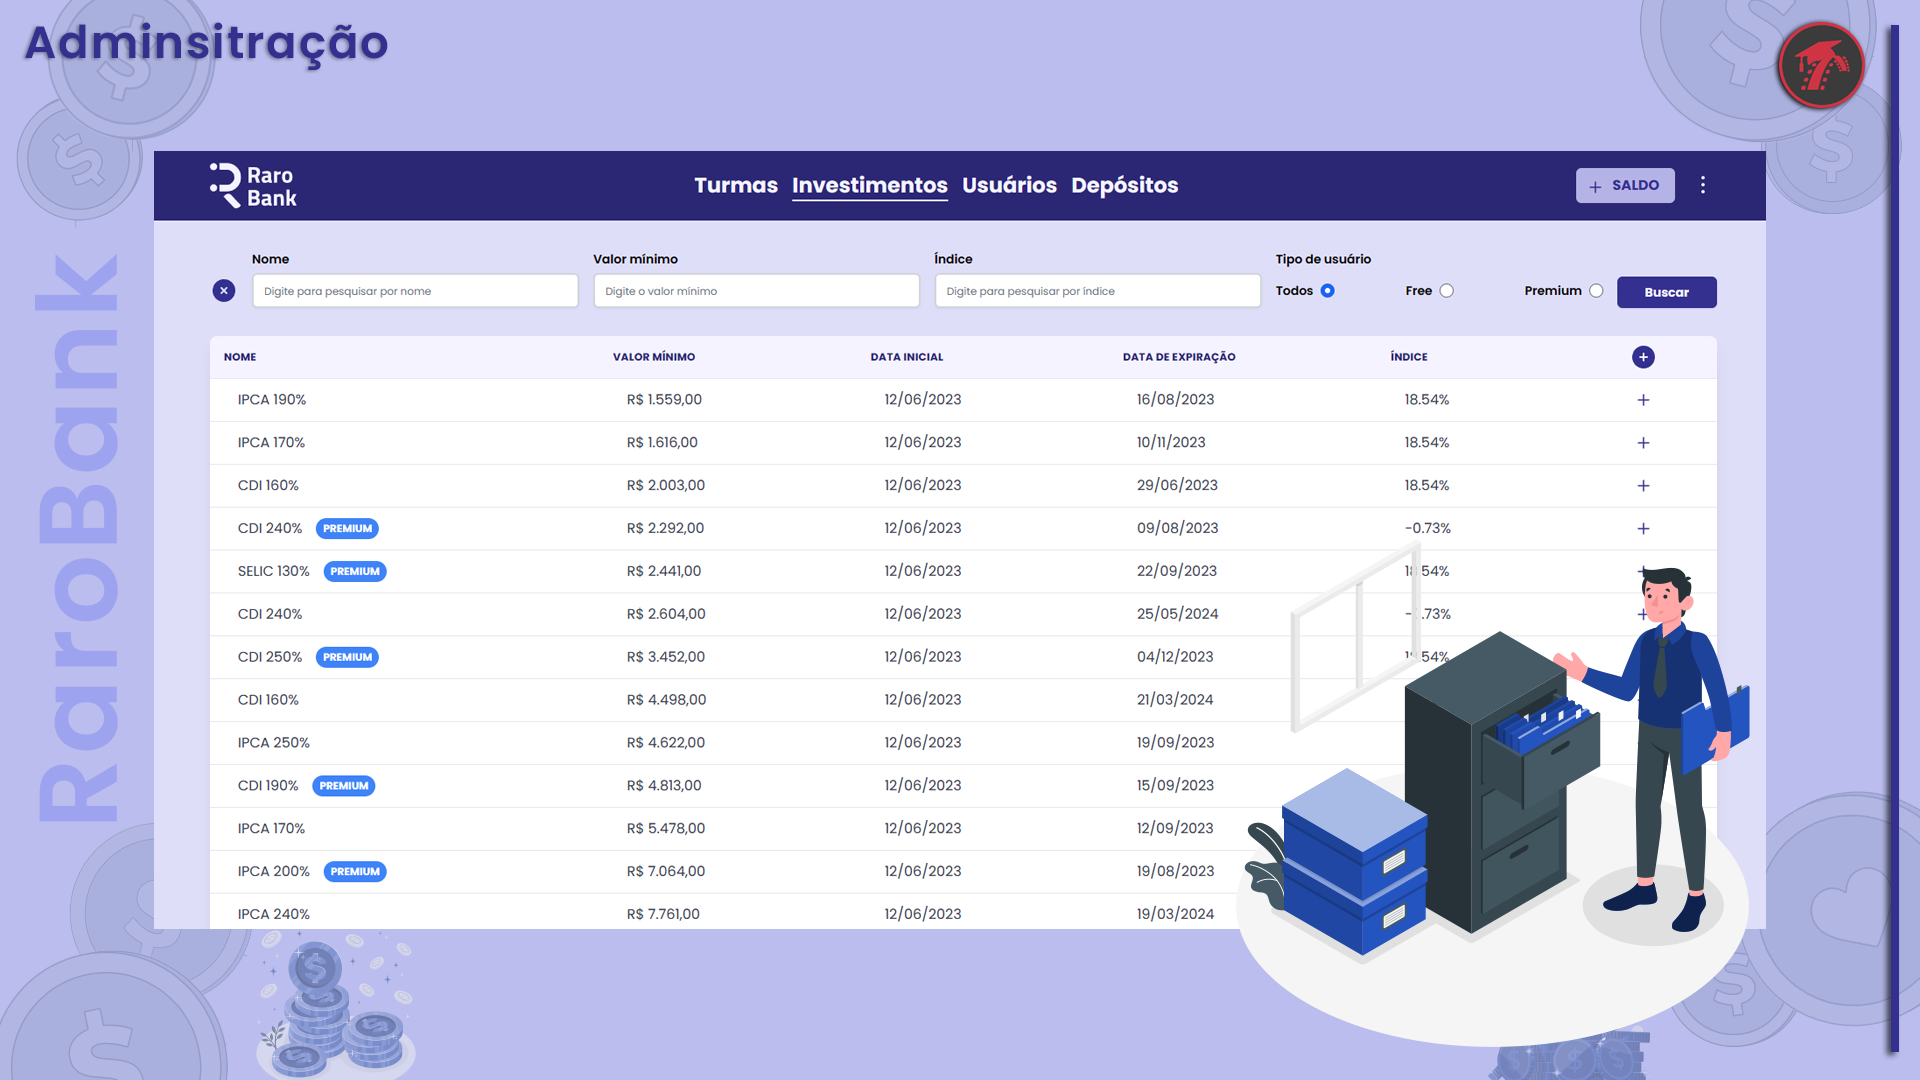 Adminsitração
RaroBank
Raro
Bank
Turmas Investimentos Usuários Depósitos
+ SALDO
Nome Valor mínimo Índice Tipo de usuário
Digite para pesquisar por nome Digite o valor mínimo Digite para pesquisar por índice Todos Free Premium Buscar
NOME VALOR MÍNIMO DATA INICIAL DATA DE EXPIRAÇÃO ÍNDICE +
IPCA 190% R$ 1.559,00 12/06/2023 16/08/2023 18.54% +
IPCA 170% R$ 1.616,00 12/06/2023 10/11/2023 18.54% +
CDI 160% R$ 2.003,00 12/06/2023 29/06/2023 18.54% +
CDI 240% PREMIUM R$ 2.292,00 12/06/2023 09/08/2023 -0.73% +
SELIC 130% PREMIUM R$ 2.441,00 12/06/2023 22/09/2023
CDI 240% R$ 2.604,00 12/06/2023 25/05/2024
CDI 250% PREMIUM R$ 3.452,00 12/06/2023 04/12/2023
CDI 160% R$ 4.498,00 12/06/2023 21/03/2024
IPCA 250% R$ 4.622,00 12/06/2023 19/09/2023
CDI 190% PREMIUM R$ 4.813,00 12/06/2023 15/09/2023
IPCA 170% R$ 5.478,00 12/06/2023 12/09/2023
IPCA 200% PREMIUM R$ 7.064,00 12/06/2023 19/08/2023
IPCA 240% R$ 7.761,00 12/06/2023 19/03/2024